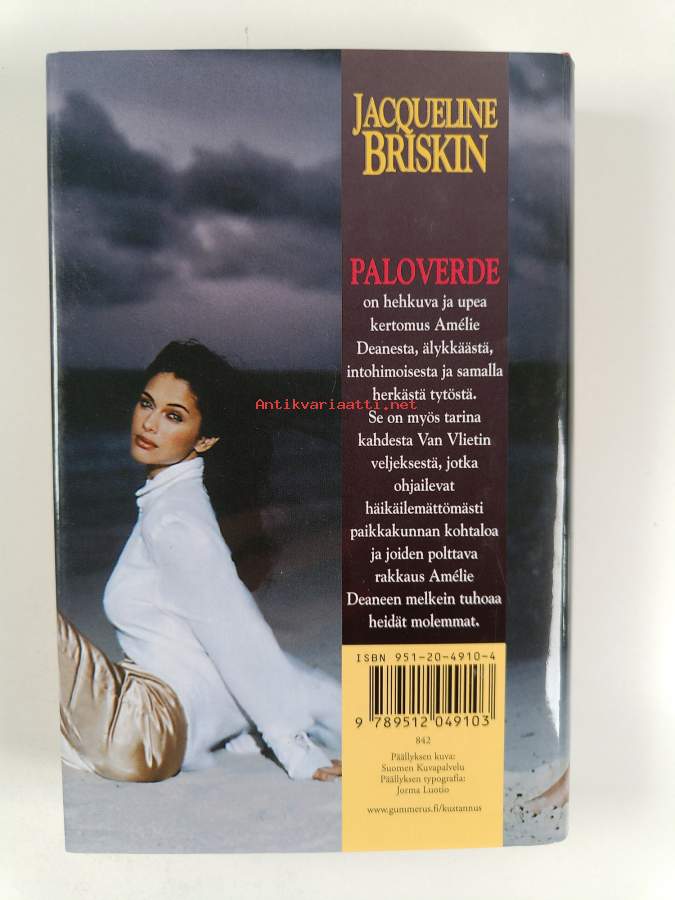 JACQUELINE
BRISKIN
PALOVERDE
on hehkuva ja upea
kertomus Amélie
Deanesta, älykkäästä,
intohimoisesta ja samalla
herkästä tytöstä.
Antikvariaatti.net
Se on myös tarina
kahdesta Van Vlietin
veljeksestä, jotka
ohjailevat
häikäilemättömästi
paikkakunnan kohtaloa
ja joiden polttava
rakkaus Amélie
Deaneen melkein tuhoaa
heidät molemmat.
ISBN 951-20-4910-4
9 789512 049103
842
Päällyksen kuva:
Suomen Kuvapalvelu
Päällyksen typografia:
Jorma Luotio
www.gummerus.fi/kustannus